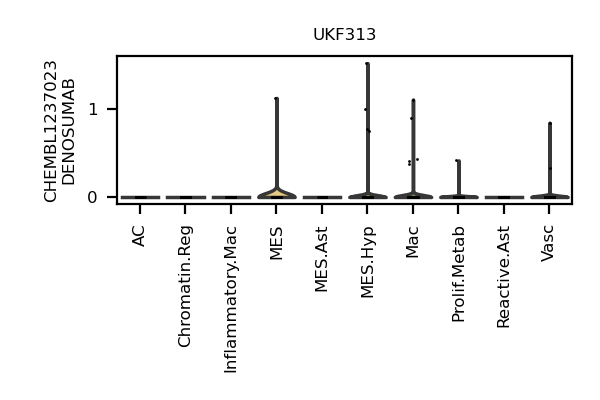 UKF313
CHEMBL1237023
DENOSUMAB
1
0
AC
Chromatin.Reg
Inflammatory.Mac
MES
MES.Ast
MES.Hyp
Mac
Prolif.Metab
Reactive.Ast
Vasc